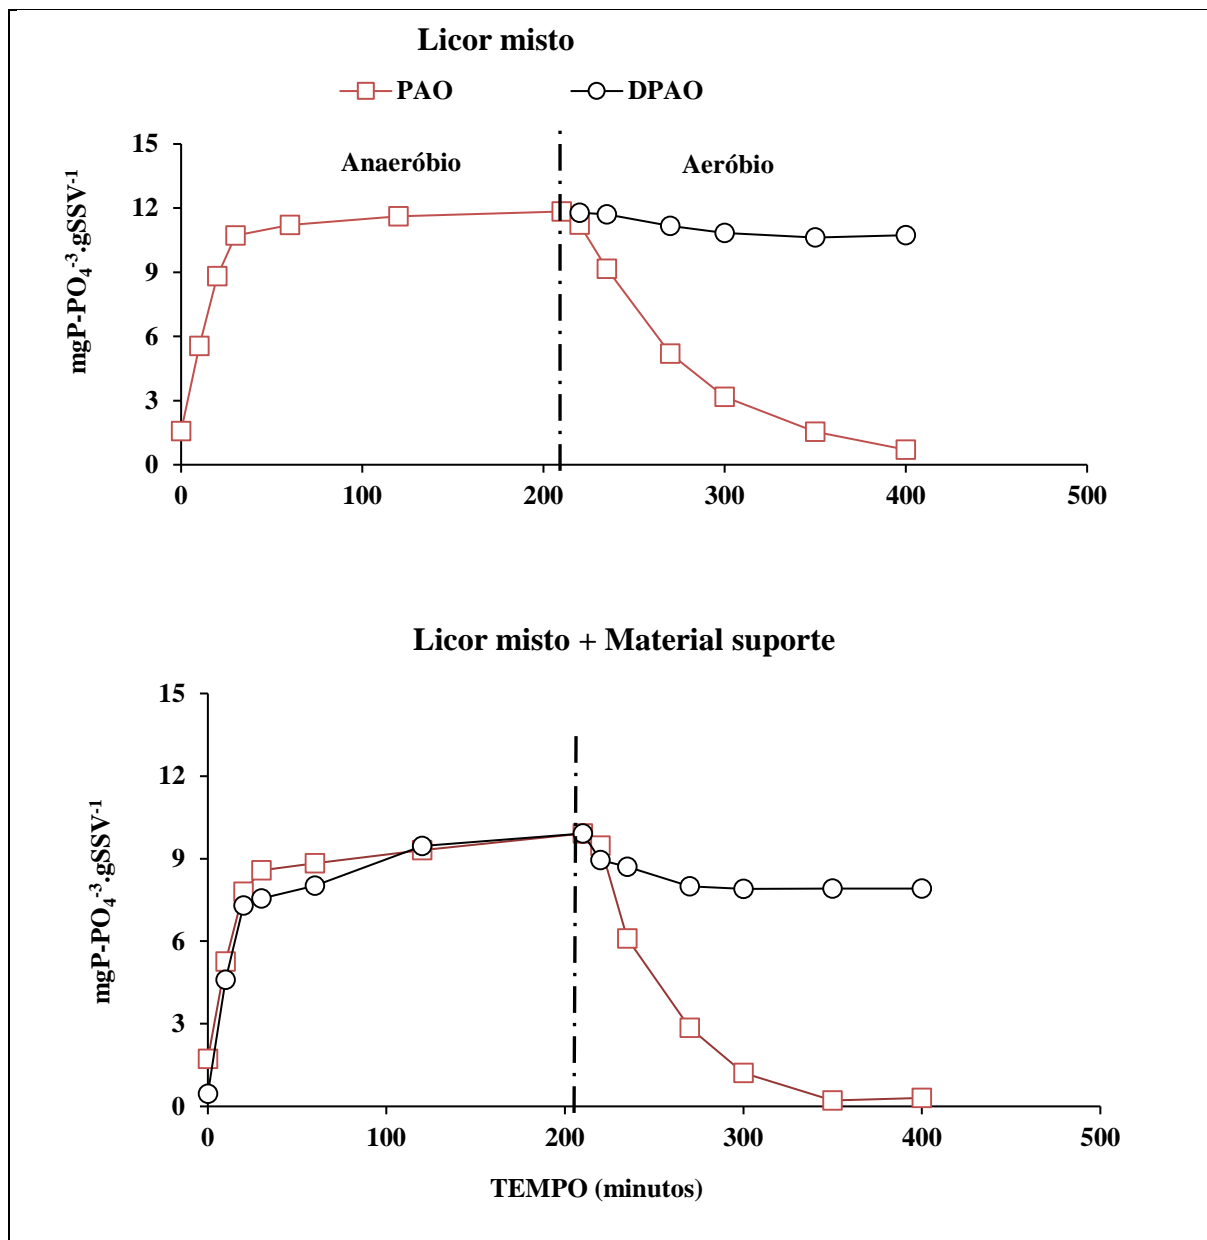 Licor misto
PAO DPAO
15
12
9
6
3
0
mgP-PO₄⁻³.gSSV⁻¹
Anaeróbio Aeróbio
0 100 200 300 400 500
Licor misto + Material suporte
15
12
9
6
3
0
mgP-PO₄⁻³.gSSV⁻¹
0 100 200 300 400 500
TEMPO (minutos)